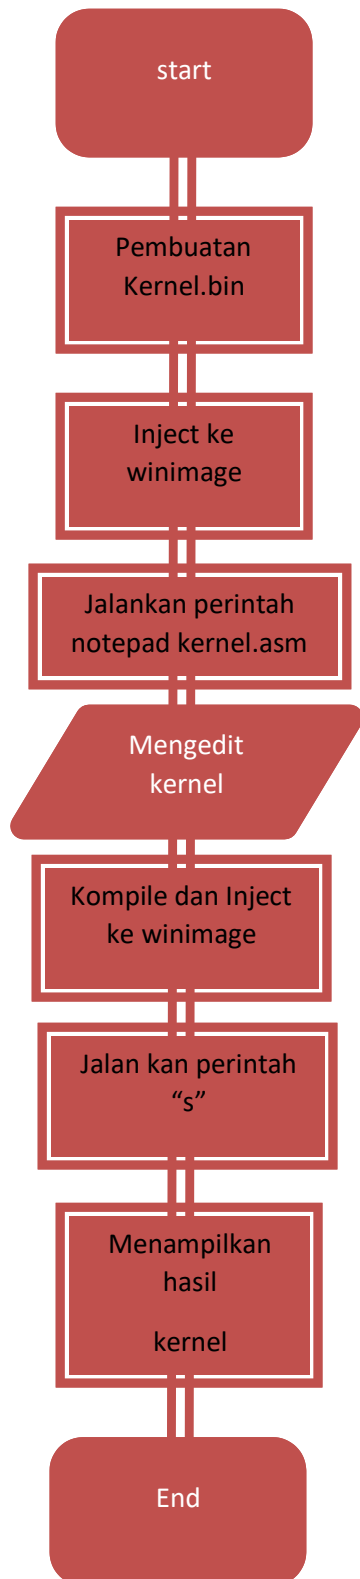 start
Pembuatan
Kernel.bin
Inject ke
winimage
Jalankan perintah
notepad kernel.asm
Mengedit
kernel
Kompile dan Inject
ke winimage
Jalan kan perintah
“s”
Menampilkan
hasil
kernel
End